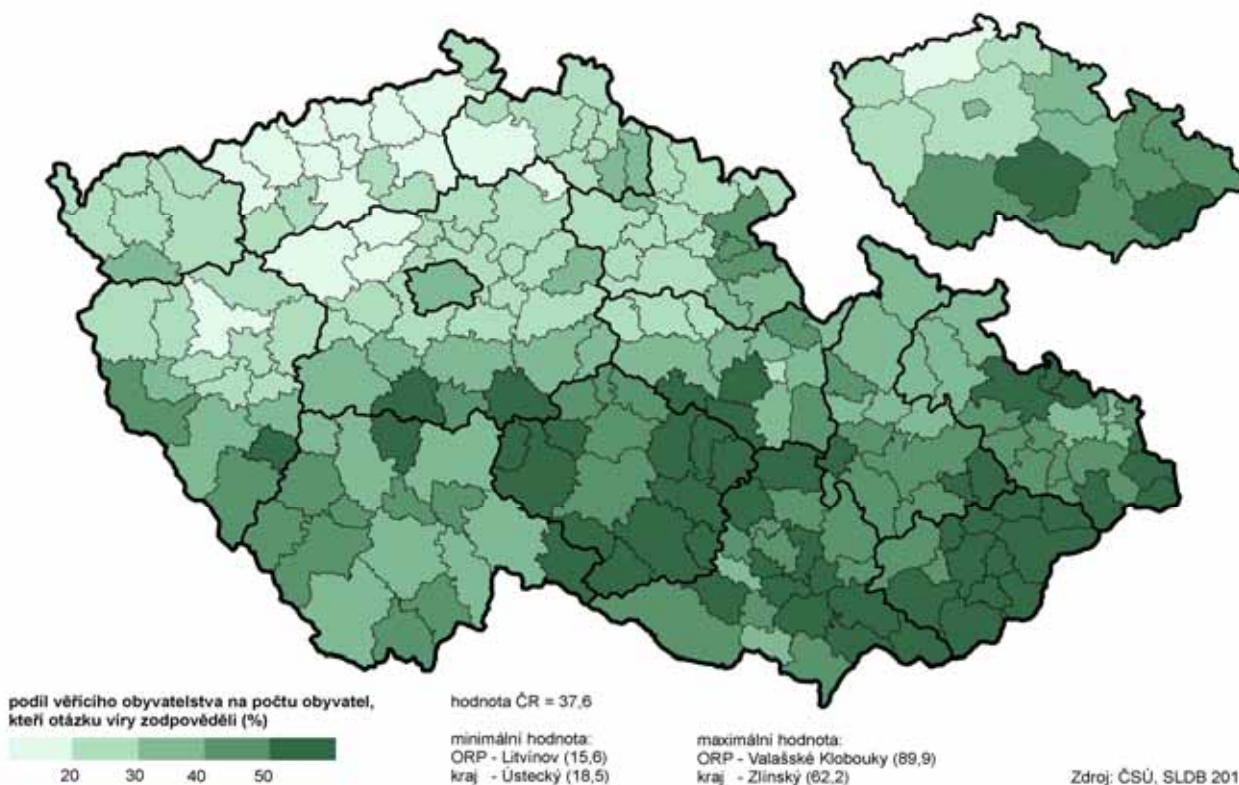 podíl věřícího obyvatelstva na počtu obyvatel,
kteří otázku víry zodpověděli (%)
20 30 40 50
hodnota ČR = 37,6
minimální hodnota:
ORP - Litvínov (15,6)
kraj - Ústecký (18,5)
maximální hodnota:
ORP - Valašské Klobouky (89,9)
kraj - Zlínský (62,2)
Zdroj: ČSÚ, SLDB 201